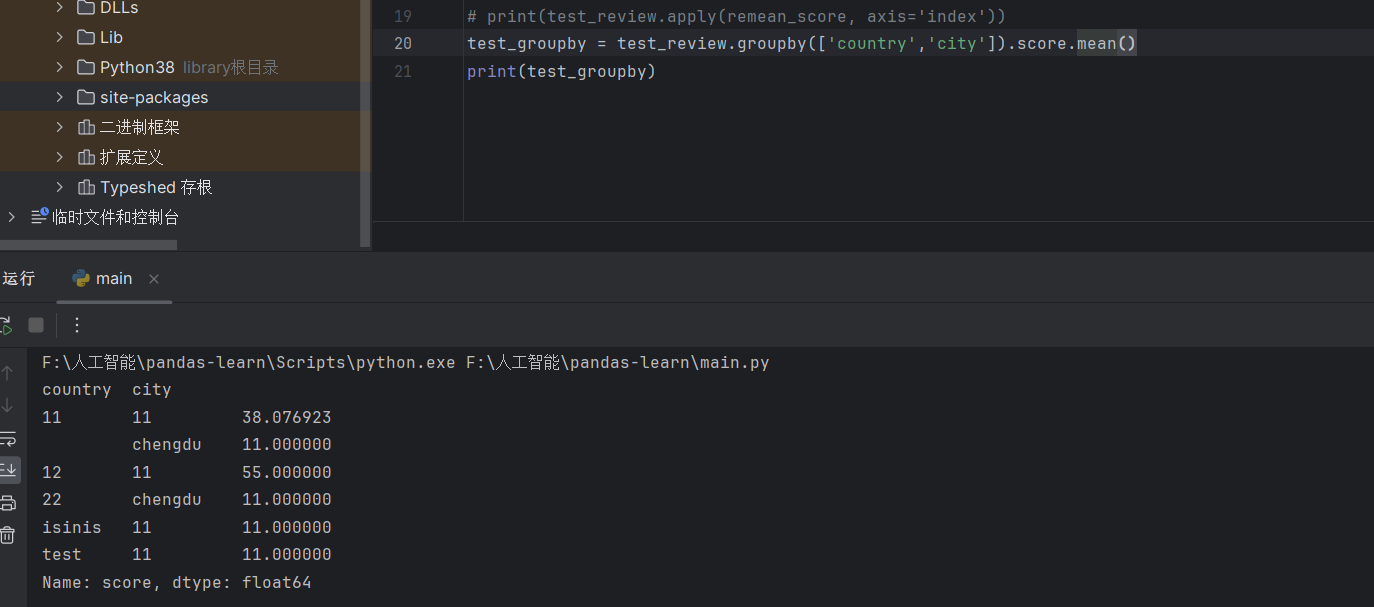 DLLs
Lib
Python38 library根目录
site-packages
二进制框架
扩展定义
Typeshed 存根
临时文件和控制台
19 # print(test_review.apply(remean_score, axis='index'))
20 test_groupby = test_review.groupby(['country','city']).score.mean()
21 print(test_groupby)
运行 main
F:\人工智能\pandas-learn\Scripts\python.exe F:\人工智能\pandas-learn\main.py
country city
11 11 38.076923
chengdu 11.000000
12 11 55.000000
22 chengdu 11.000000
isinis 11 11.000000
test 11 11.000000
Name: score, dtype: float64